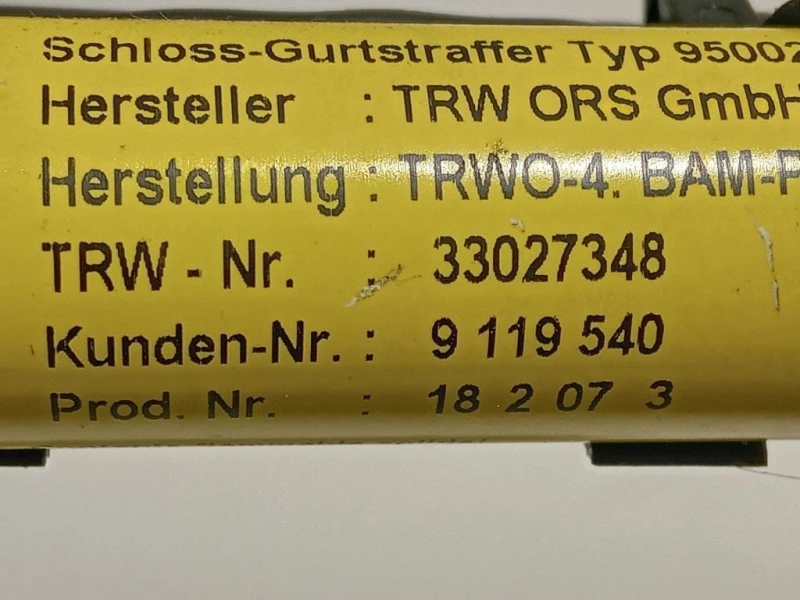 Schloss-Gurtstraffer Typ 95002
Hersteller : TRW ORS GmbH
Herstellung : TRWO-4. BAM-P
TRW - Nr. : 33027348
Kunden-Nr. : 9 119 540
Prod. Nr. : 18 2 07 3